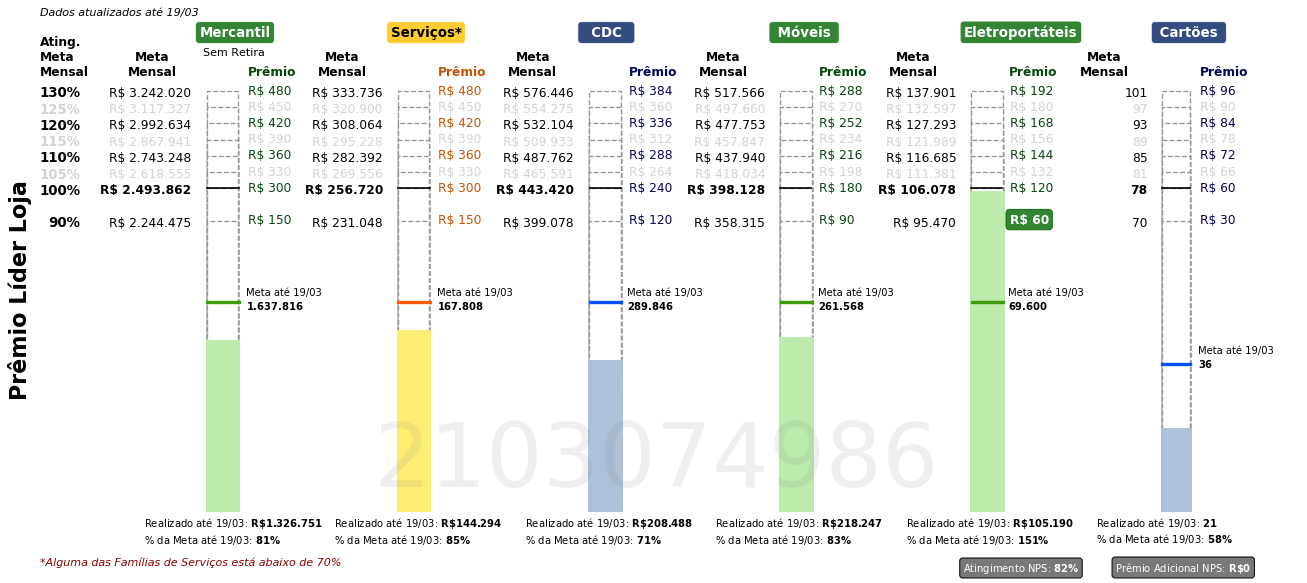 Dados atualizados até 19/03
Mercantil Serviços* CDC Móveis Eletroportáteis Cartões
Sem Retira
Ating. Meta Mensal Meta Mensal Prêmio Meta Mensal Prêmio Meta Mensal Prêmio Meta Mensal Prêmio Meta Mensal Prêmio Meta Mensal Prêmio
130% R$ 3.242.020 R$ 480 R$ 333.736 R$ 480 R$ 576.446 R$ 384 R$ 517.566 R$ 288 R$ 137.901 R$ 192 101 R$ 96
125% R$ 3.117.327 R$ 450 R$ 320.900 R$ 450 R$ 554.275 R$ 360 R$ 497.660 R$ 270 R$ 132.597 R$ 180 97 R$ 90
120% R$ 2.992.634 R$ 420 R$ 308.064 R$ 420 R$ 532.104 R$ 336 R$ 477.753 R$ 252 R$ 127.293 R$ 168 93 R$ 84
115% R$ 2.867.941 R$ 390 R$ 295.228 R$ 390 R$ 509.933 R$ 312 R$ 457.847 R$ 234 R$ 121.989 R$ 156 89 R$ 78
110% R$ 2.743.248 R$ 360 R$ 282.392 R$ 360 R$ 487.762 R$ 288 R$ 437.940 R$ 216 R$ 116.685 R$ 144 85 R$ 72
105% R$ 2.618.555 R$ 330 R$ 269.556 R$ 330 R$ 465.591 R$ 264 R$ 418.034 R$ 198 R$ 111.381 R$ 132 81 R$ 66
100% R$ 2.493.862 R$ 300 R$ 256.720 R$ 300 R$ 443.420 R$ 240 R$ 398.128 R$ 180 R$ 106.078 R$ 120 78 R$ 60
90% R$ 2.244.475 R$ 150 R$ 231.048 R$ 150 R$ 399.078 R$ 120 R$ 358.315 R$ 90 R$ 95.470 R$ 60 70 R$ 30
Prêmio Líder Loja
Meta até 19/03 Meta até 19/03 Meta até 19/03 Meta até 19/03 Meta até 19/03
1.637.816 167.808 289.846 261.568 69.600
Meta até 19/03
36
2103074986
Realizado até 19/03: R$1.326.751 Realizado até 19/03: R$144.294 Realizado até 19/03: R$208.488 Realizado até 19/03: R$218.247 Realizado até 19/03: R$105.190 Realizado até 19/03: 21
% da Meta até 19/03: 81% % da Meta até 19/03: 85% % da Meta até 19/03: 71% % da Meta até 19/03: 83% % da Meta até 19/03: 151% % da Meta até 19/03: 58%
*Alguma das Famílias de Serviços está abaixo de 70% Atingimento NPS: 82% Prêmio Adicional NPS: R$0